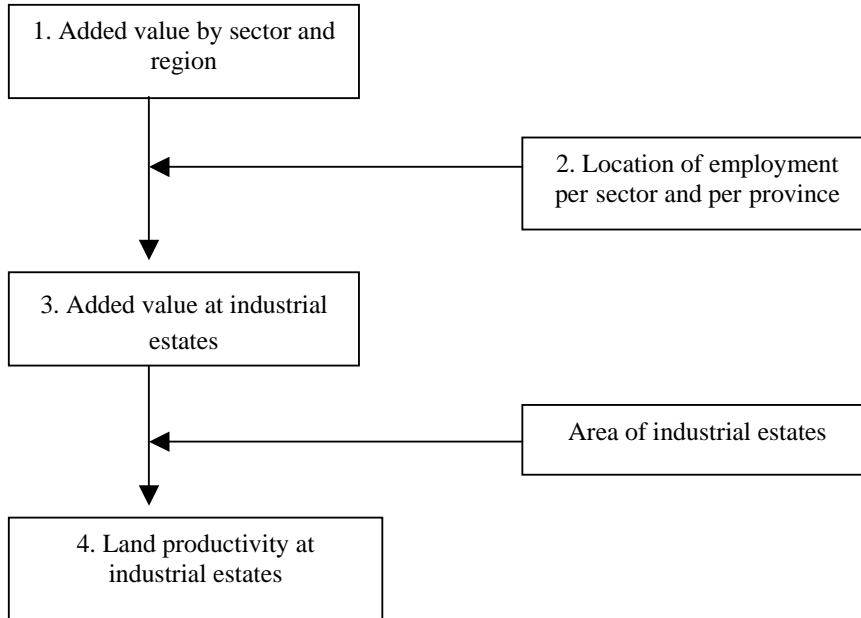 1. Added value by sector and
region
2. Location of employment
per sector and per province
3. Added value at industrial
estates
Area of industrial estates
4. Land productivity at
industrial estates